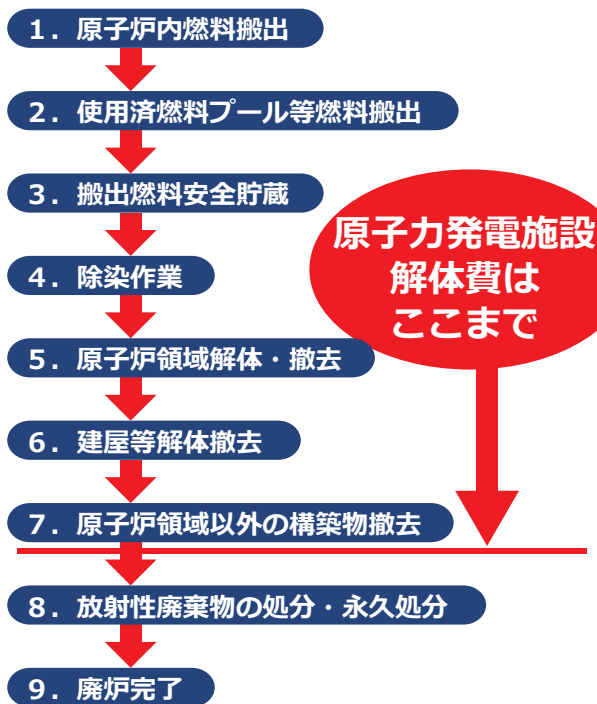 1. 原子炉内燃料搬出
2. 使用済燃料プール等燃料搬出
3. 搬出燃料安全貯蔵
原子力発電施設
解体費は
ここまで
4. 除染作業
5. 原子炉領域解体・撤去
6. 建屋等解体撤去
7. 原子炉領域以外の構築物撤去
8. 放射性廃棄物の処分・永久処分
9. 廃炉完了